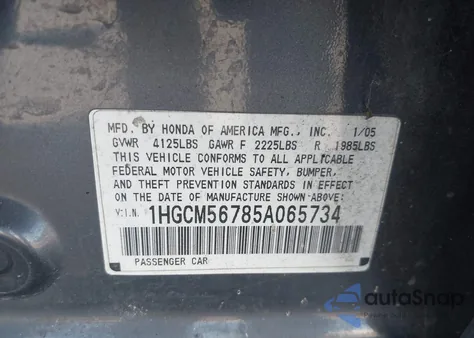 MFD. BY HONDA OF AMERICA MFG., INC. 1/05
GVWR 4125LBS GAWR F 2225LBS R 1985LBS
THIS VEHICLE CONFORMS TO ALL APPLICABLE
FEDERAL MOTOR VEHICLE SAFETY, BUMPER,
AND THEFT PREVENTION STANDARDS IN EFFECT
ON THE DATE OF MANUFACTURE SHOWN ABOVE.
V.I.N. 1HGCM56785A065734
PASSENGER CAR
autoSnap